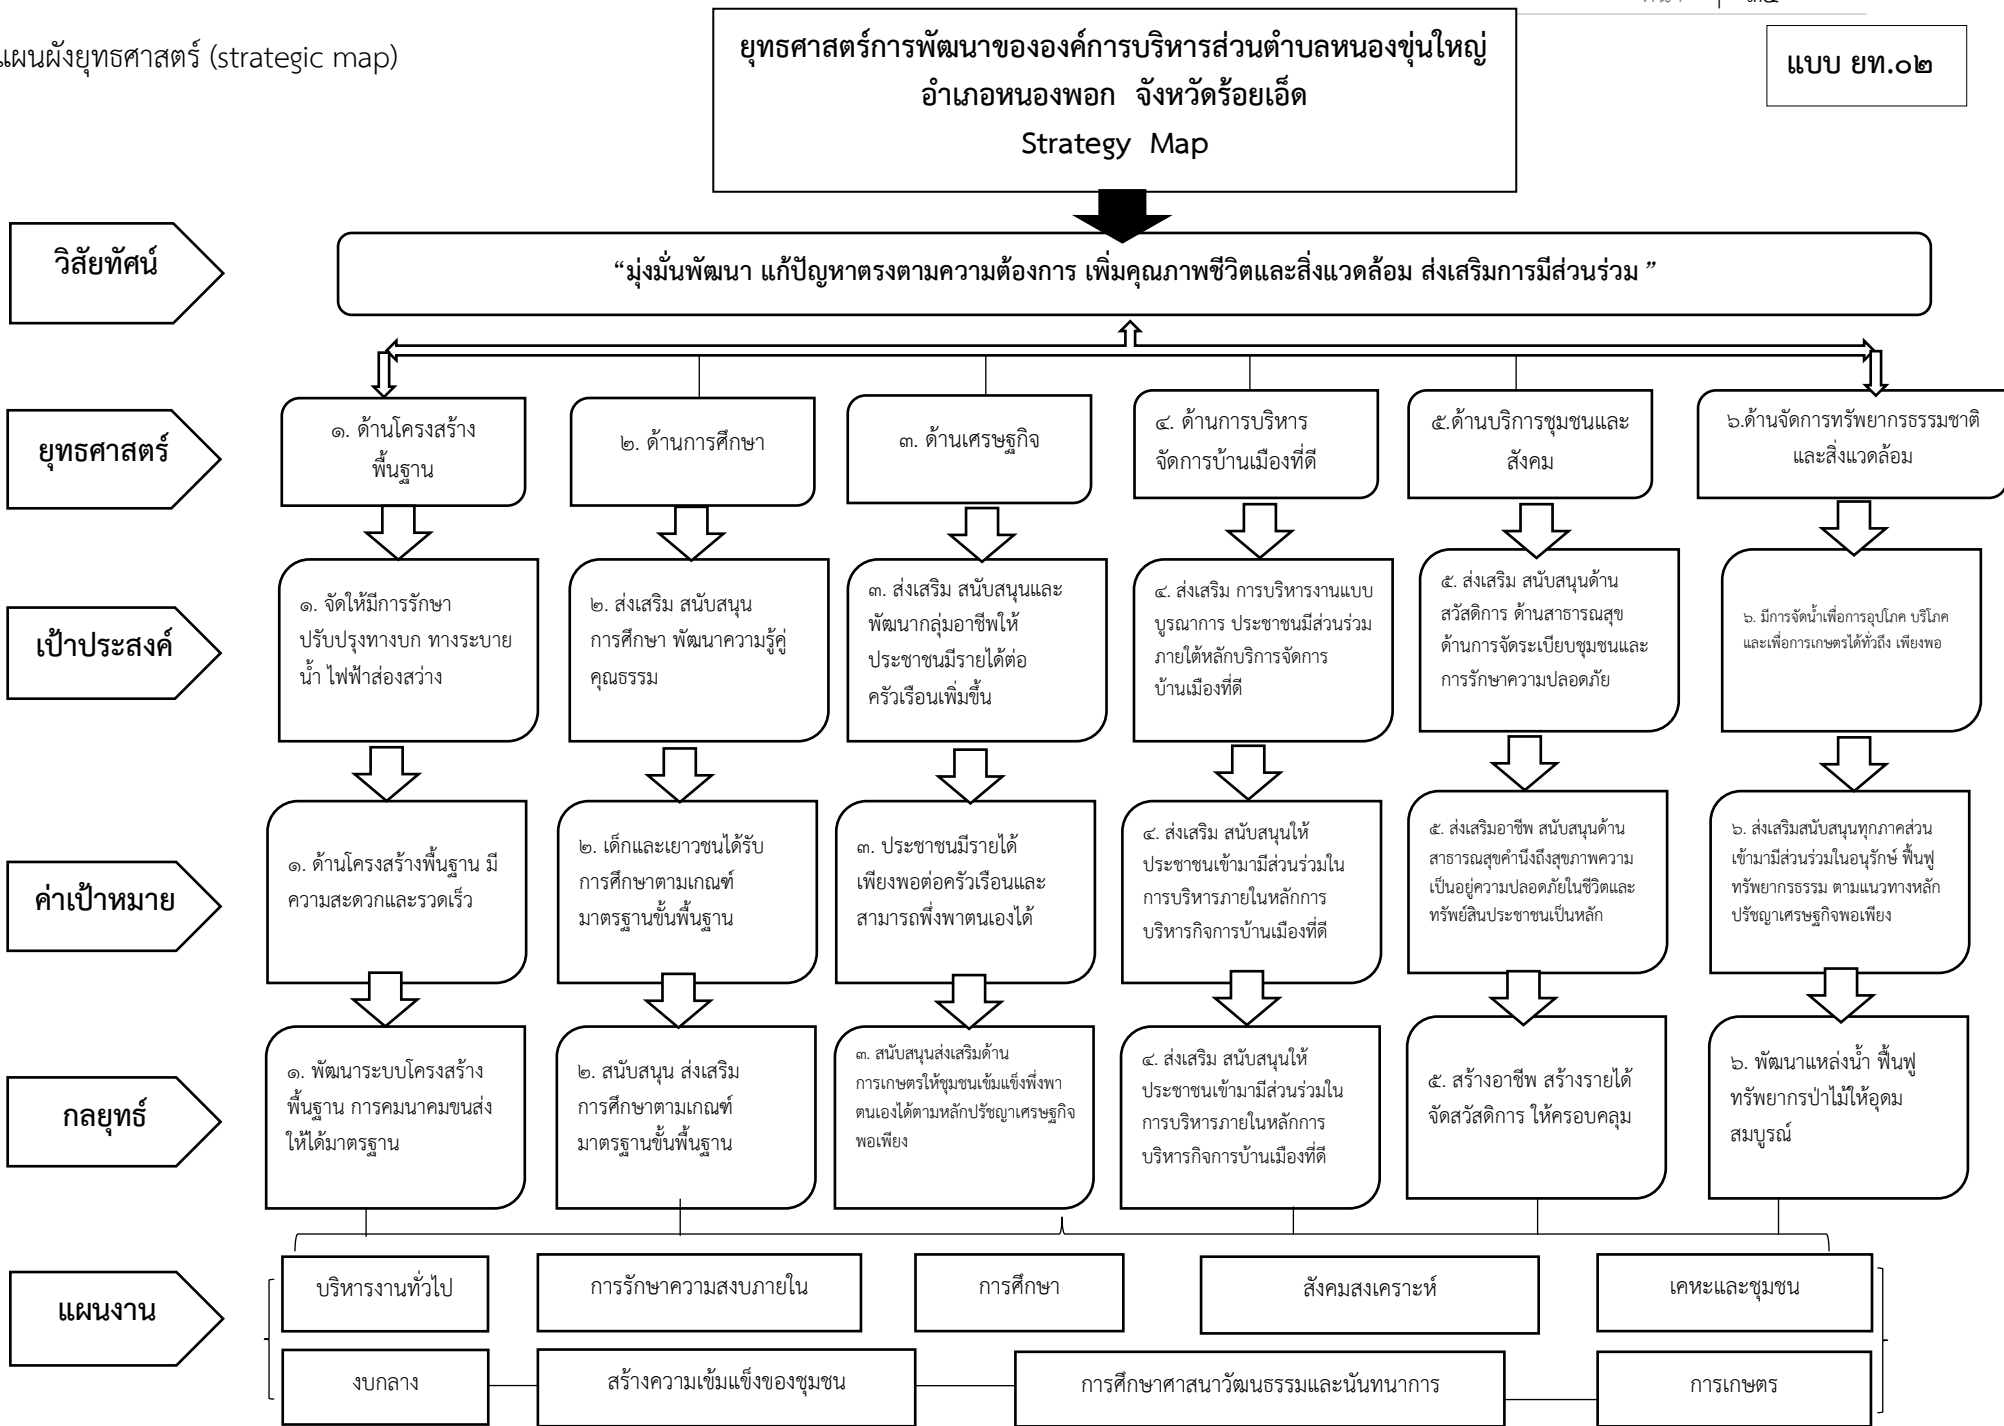 แผนผังยุทธศาสตร์ (strategic map)
ยุทธศาสตร์การพัฒนาขององค์การบริหารส่วนตำบลหนองขุ่นใหญ่
อำเภอหนองพอก จังหวัดร้อยเอ็ด
Strategy Map
แบบ ยท.๐๒
วิสัยทัศน์
“มุ่งมั่นพัฒนา แก้ปัญหาตรงตามความต้องการ เพิ่มคุณภาพชีวิตและสิ่งแวดล้อม ส่งเสริมการมีส่วนร่วม ”
ยุทธศาสตร์
๑. ด้านโครงสร้าง
พื้นฐาน
๒. ด้านการศึกษา
๓. ด้านเศรษฐกิจ
๔. ด้านการบริหาร
จัดการบ้านเมืองที่ดี
๕.ด้านบริการชุมชนและ
สังคม
๖.ด้านจัดการทรัพยากรธรรมชาติ
และสิ่งแวดล้อม
เป้าประสงค์
๑. จัดให้มีการรักษา
ปรับปรุงทางบก ทางระบาย
น้ำ ไฟฟ้าส่องสว่าง
๒. ส่งเสริม สนับสนุน
การศึกษา พัฒนาความรู้คู่
คุณธรรม
๓. ส่งเสริม สนับสนุนและ
พัฒนากลุ่มอาชีพให้
ประชาชนมีรายได้ต่อ
ครัวเรือนเพิ่มขึ้น
๔. ส่งเสริม การบริหารงานแบบ
บูรณาการ ประชาชนมีส่วนร่วม
ภายใต้หลักบริการจัดการ
บ้านเมืองที่ดี
๕. ส่งเสริม สนับสนุนด้าน
สวัสดิการ ด้านสาธารณสุข
ด้านการจัดระเบียบชุมชนและ
การรักษาความปลอดภัย
๖. มีการจัดน้ำเพื่อการอุปโภค บริโภค
และเพื่อการเกษตรได้ทั่วถึง เพียงพอ
ค่าเป้าหมาย
๑. ด้านโครงสร้างพื้นฐาน มี
ความสะดวกและรวดเร็ว
๒. เด็กและเยาวชนได้รับ
การศึกษาตามเกณฑ์
มาตรฐานขั้นพื้นฐาน
๓. ประชาชนมีรายได้
เพียงพอต่อครัวเรือนและ
สามารถพึ่งพาตนเองได้
๔. ส่งเสริม สนับสนุนให้
ประชาชนเข้ามามีส่วนร่วมใน
การบริหารภายในหลักการ
บริหารกิจการบ้านเมืองที่ดี
๕. ส่งเสริมอาชีพ สนับสนุนด้าน
สาธารณสุขคำนึงถึงสุขภาพความ
เป็นอยู่ความปลอดภัยในชีวิตและ
ทรัพย์สินประชาชนเป็นหลัก
๖. ส่งเสริมสนับสนุนทุกภาคส่วน
เข้ามามีส่วนร่วมในอนุรักษ์ ฟื้นฟู
ทรัพยากรธรรม ตามแนวทางหลัก
ปรัชญาเศรษฐกิจพอเพียง
กลยุทธ์
๑. พัฒนาระบบโครงสร้าง
พื้นฐาน การคมนาคมขนส่ง
ให้ได้มาตรฐาน
๒. สนับสนุน ส่งเสริม
การศึกษาตามเกณฑ์
มาตรฐานขั้นพื้นฐาน
๓. สนับสนุนส่งเสริมด้าน
การเกษตรให้ชุมชนเข้มแข็งพึ่งพา
ตนเองได้ตามหลักปรัชญาเศรษฐกิจ
พอเพียง
๔. ส่งเสริม สนับสนุนให้
ประชาชนเข้ามามีส่วนร่วมใน
การบริหารภายในหลักการ
บริหารกิจการบ้านเมืองที่ดี
๕. สร้างอาชีพ สร้างรายได้
จัดสวัสดิการ ให้ครอบคลุม
๖. พัฒนาแหล่งน้ำ ฟื้นฟู
ทรัพยากรป่าไม้ให้อุดม
สมบูรณ์
แผนงาน
บริหารงานทั่วไป
การรักษาความสงบภายใน
การศึกษา
สังคมสงเคราะห์
เคหะและชุมชน
งบกลาง
สร้างความเข้มแข็งของชุมชน
การศึกษาศาสนาวัฒนธรรมและนันทนาการ
การเกษตร